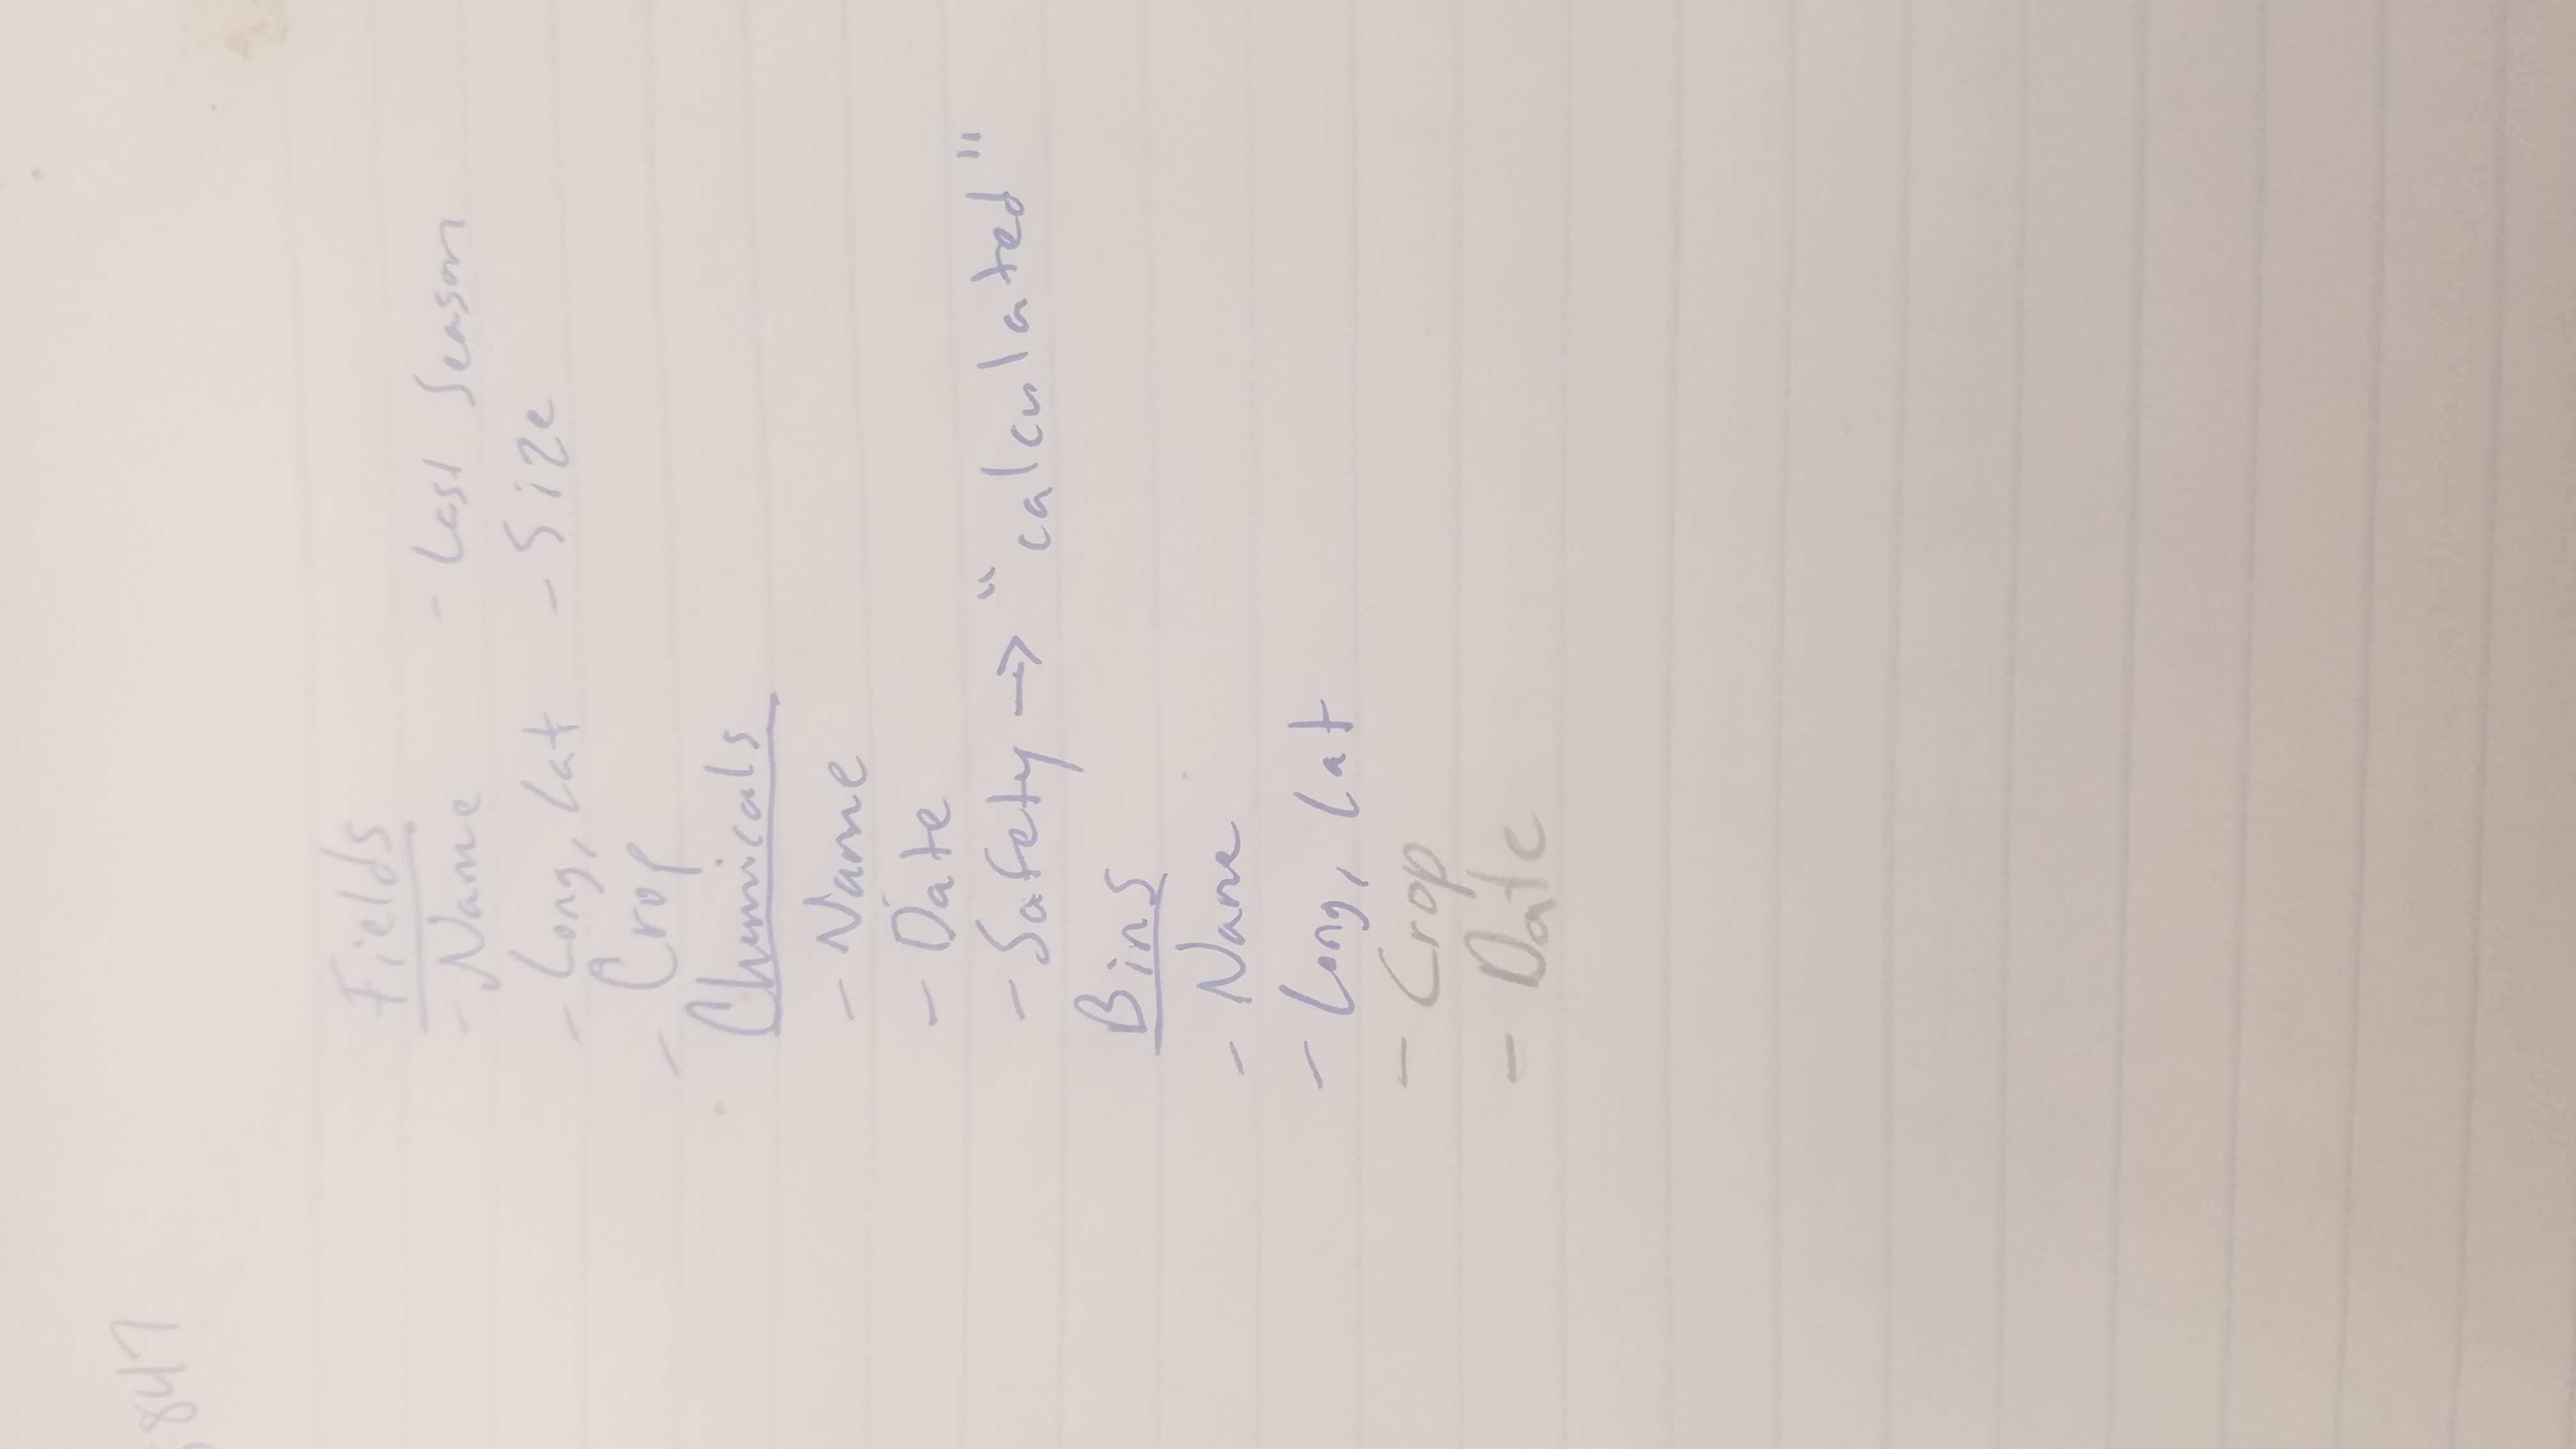 847
Fields
- Name - Last Season
- Long, Lat - Size
- Crop
Chemicals
- Name
- Date
- Safety → "calculated"
Bins
- Name
- Long, Lat
- Crop
- Date